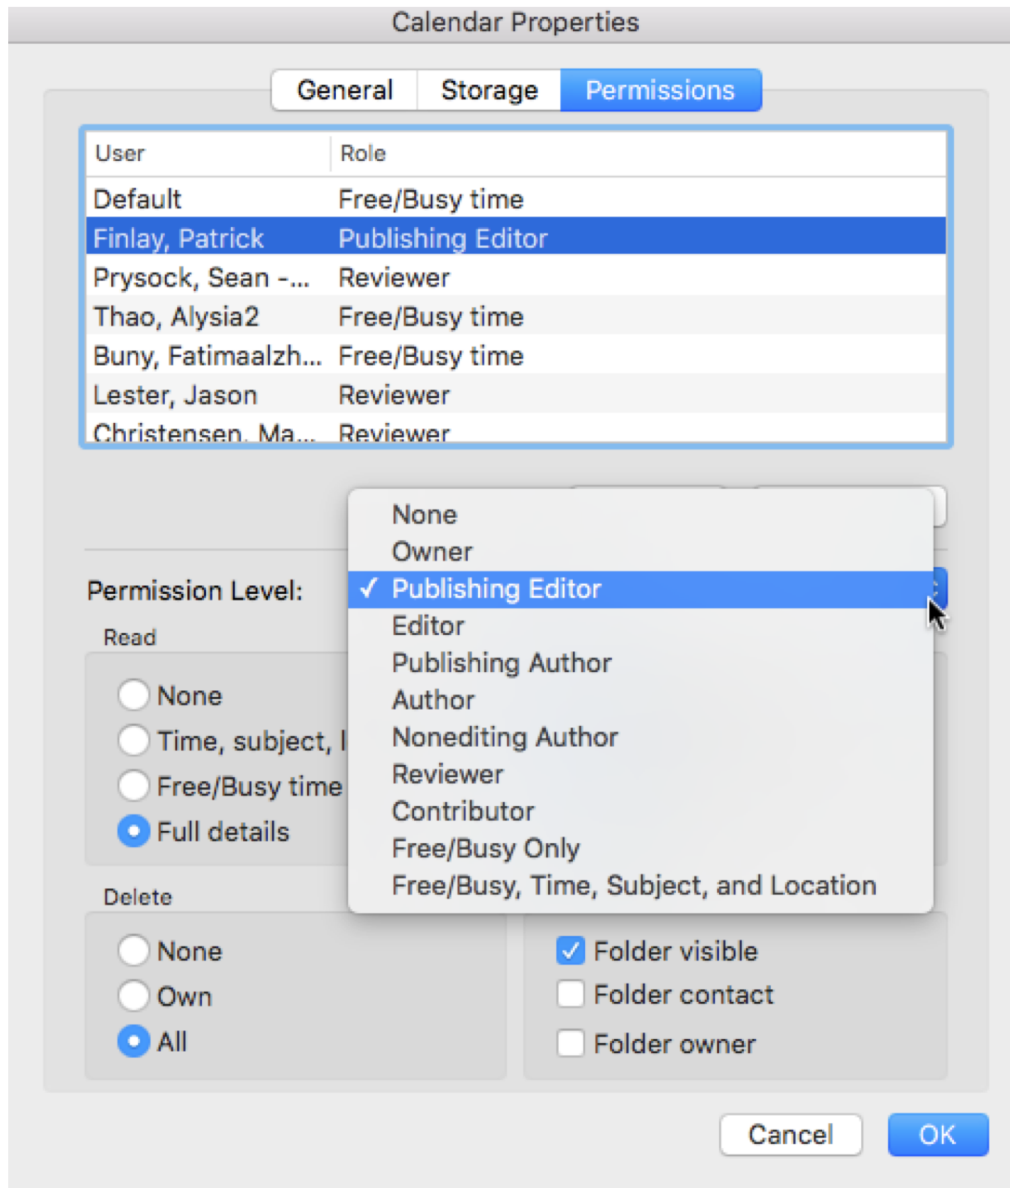 Calendar Properties
General Storage Permissions
User Role
Default Free/Busy time
Finlay, Patrick Publishing Editor
Prysock, Sean -... Reviewer
Thao, Alysia2 Free/Busy time
Buny, Fatimaalzh... Free/Busy time
Lester, Jason Reviewer
Christensen, Ma... Reviewer
None
Owner
Permission Level: ✓ Publishing Editor
Editor
Read
Publishing Author
Author
None
Nonediting Author
Time, subject, l
Reviewer
Free/Busy time
Contributor
Full details
Free/Busy Only
Free/Busy, Time, Subject, and Location
Delete
None
Own
All
Folder visible
Folder contact
Folder owner
Cancel OK